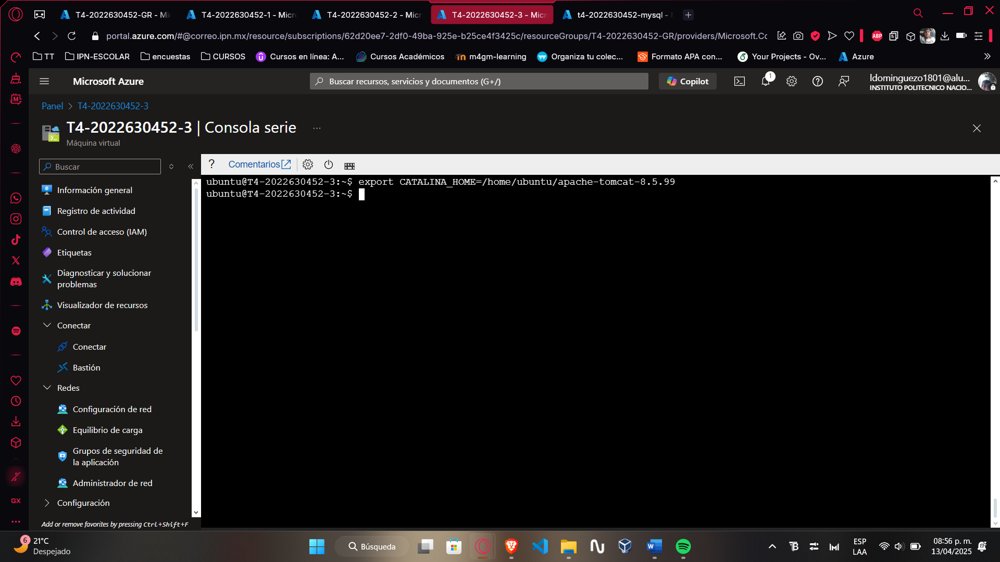 T4-2022630452-GR - Mi
T4-2022630452-1 - Micr
T4-2022630452-2 - Micr
T4-2022630452-3 - Micr
t4-2022630452-mysql -
portal.azure.com/#@correo.ipn.mx/resource/subscriptions/62d20ee7-2df0-49ba-925e-b25ce4f3425c/resourceGroups/T4-2022630452-GR/providers/Microsoft.Cc
ABP
TT
IPN-ESCOLAR
encuestas
CURSOS
Cursos en línea: A...
Cursos Académicos
m4gm-learning
Organiza tu colec...
Formato APA con...
Your Projects - Ov...
Azure
Microsoft Azure
Buscar recursos, servicios y documentos (G+/)
Copilot
1
ldominguezo1801@alu...
INSTITUTO POLITECNICO NACIO...
Panel > T4-2022630452-3
T4-2022630452-3 | Consola serie ...
Máquina virtual
Buscar
? Comentarios
Información general
Registro de actividad
Control de acceso (IAM)
Etiquetas
Diagnosticar y solucionar
problemas
Visualizador de recursos
Conectar
Conectar
Bastión
Redes
Configuración de red
Equilibrio de carga
Grupos de seguridad de
la aplicación
Administrador de red
Configuración
Add or remove favorites by pressing Ctrl+Shift+F
ubuntu@T4-2022630452-3:~$ export CATALINA_HOME=/home/ubuntu/apache-tomcat-8.5.99
ubuntu@T4-2022630452-3:~$
GX
6
21°C
Despejado
Búsqueda
ESP
LAA
08:56 p. m.
13/04/2025